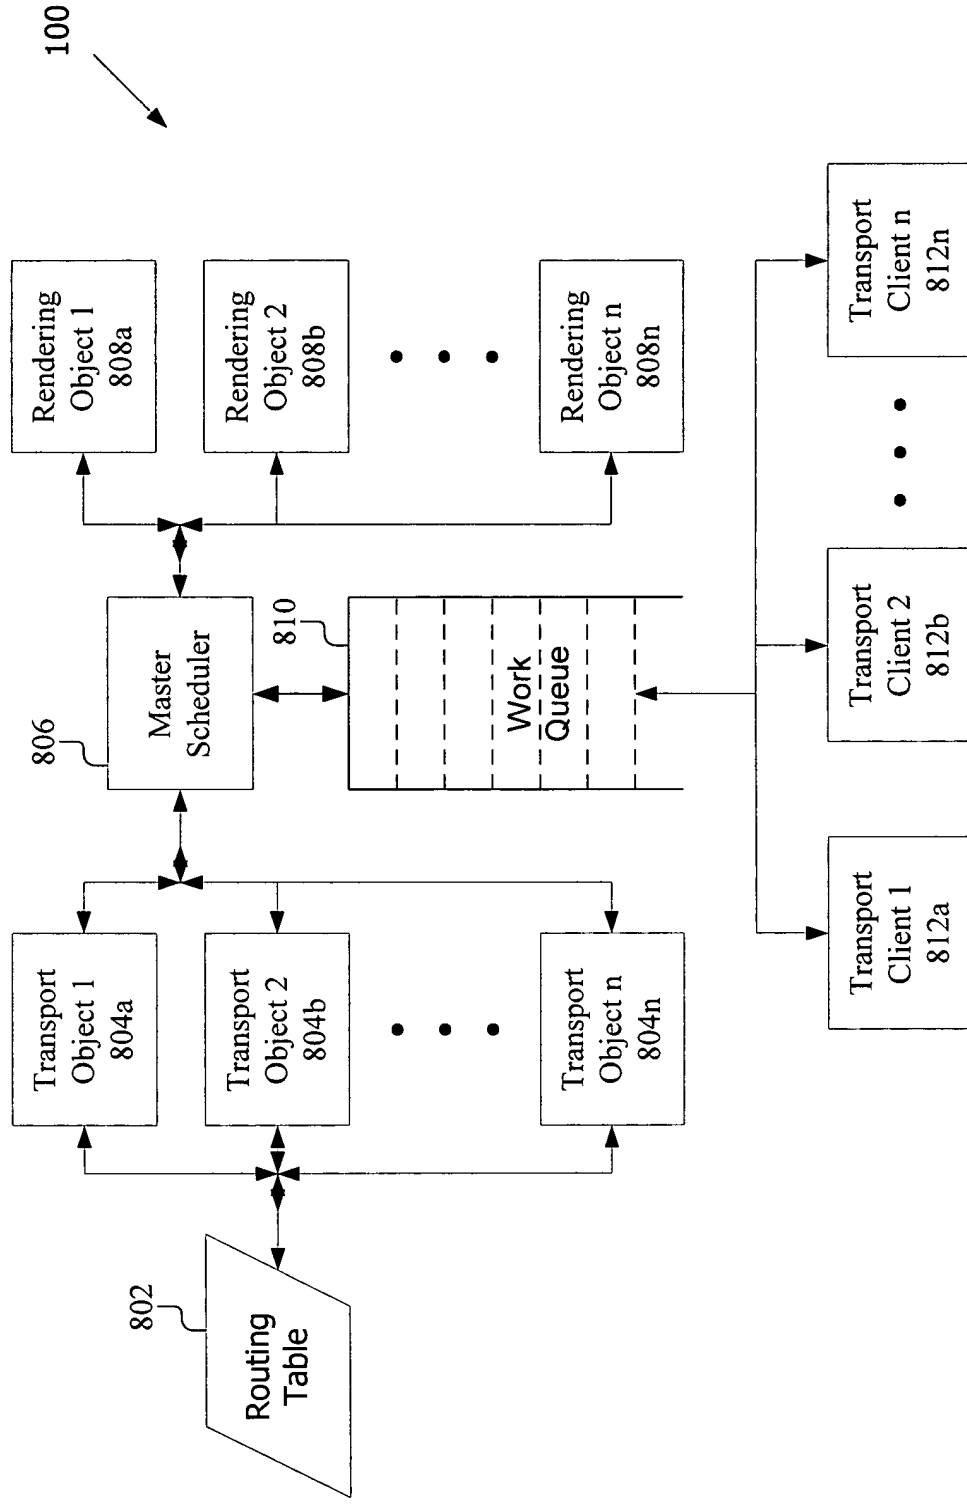 100
Rendering
Object 1
808a
Rendering
Object 2
808b
Rendering
Object n
808n
806
Master
Scheduler
810
Work
Queue
Transport
Object 1
804a
Transport
Object 2
804b
Transport
Object n
804n
802
Routing
Table
Transport
Client 1
812a
Transport
Client 2
812b
Transport
Client n
812n